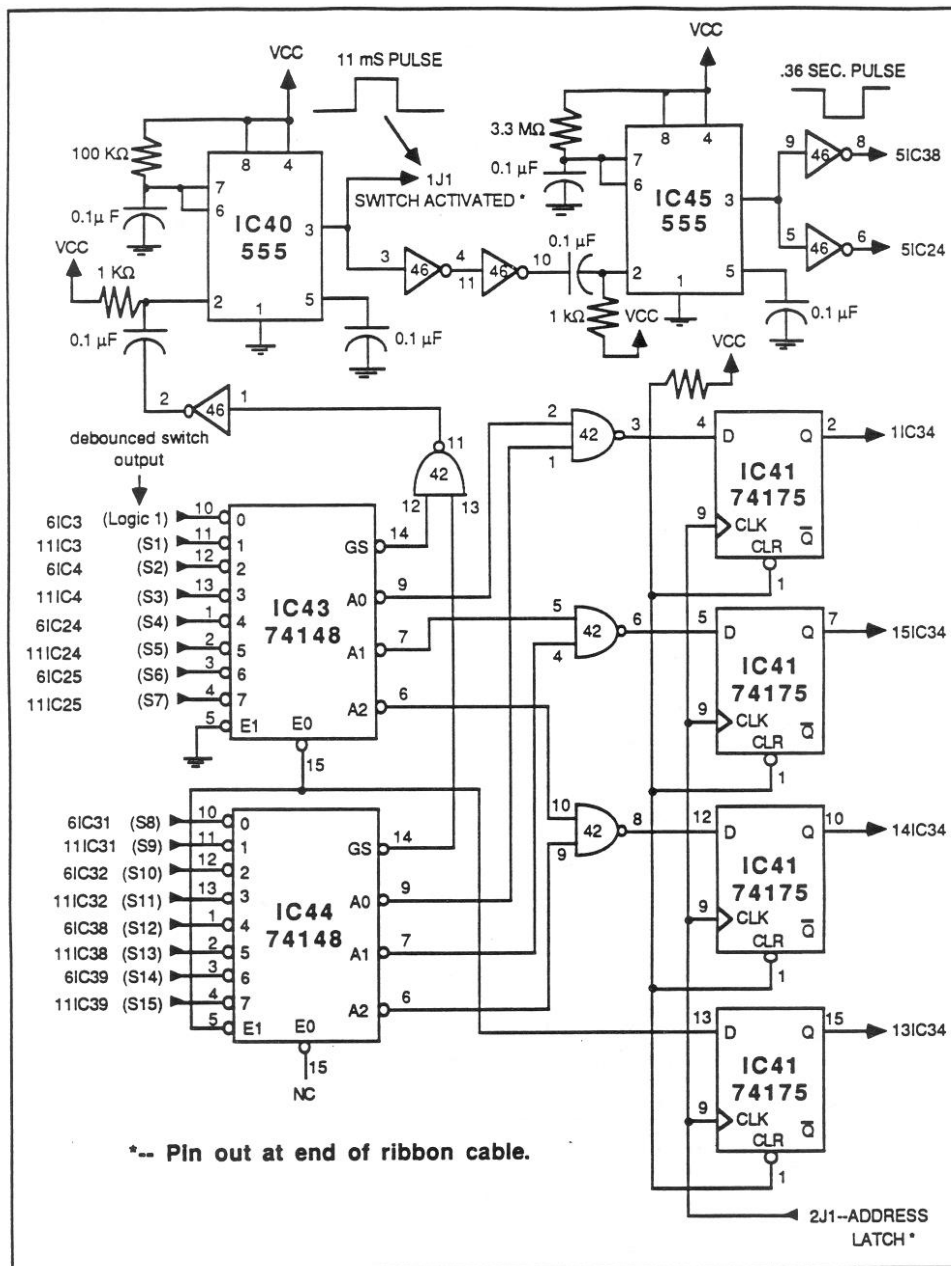 VCC
11 mS PULSE
VCC
.36 SEC. PULSE
100 KΩ
8
4
7
6
IC40
555
3
0.1µ F
VCC
1 KΩ
2
1
5
0.1 µF
0.1 µF
1J1
SWITCH ACTIVATED *
3
46
4
11
46
10
0.1 µF
3.3 MΩ
0.1 µF
8
4
7
6
IC45
555
3
2
1
5
1 kΩ
VCC
0.1 µF
9
46
8
5IC38
5
46
6
5IC24
VCC
2
46
1
debounced switch
output
11
42
12
13
6IC3 (Logic 1) 10 0
11IC3 (S1) 11 1
6IC4 (S2) 12 2
11IC4 (S3) 13 3
6IC24 (S4) 1 4
11IC24 (S5) 2 5
6IC25 (S6) 3 6
11IC25 (S7) 4 7
5 E1
E0
15
IC43
74148
GS 14
A0 9
A1 7
A2 6
6IC31 (S8) 10 0
11IC31 (S9) 11 1
6IC32 (S10) 12 2
11IC32 (S11) 13 3
6IC38 (S12) 1 4
11IC38 (S13) 2 5
6IC39 (S14) 3 6
11IC39 (S15) 4 7
5 E1
E0
15
NC
IC44
74148
GS 14
A0 9
A1 7
A2 6
2
1
42
3
5
4
42
6
10
9
42
8
4 D Q 2 1IC34
IC41
74175
9 CLK Q
CLR
1
5 D Q 7 15IC34
IC41
74175
9 CLK Q
CLR
1
12 D Q 10 14IC34
IC41
74175
9 CLK Q
CLR
1
13 D Q 15 13IC34
IC41
74175
9 CLK Q
CLR
1
*-- Pin out at end of ribbon cable.
2J1--ADDRESS
LATCH *